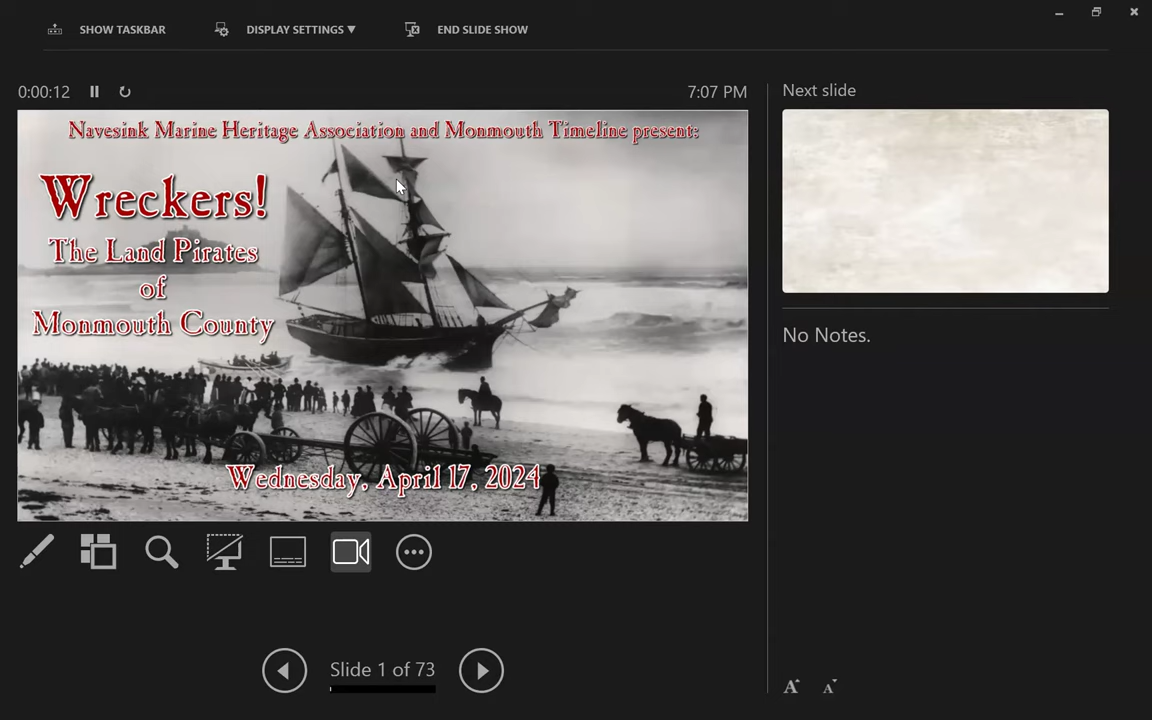 SHOW TASKBAR
DISPLAY SETTINGS ▼
END SLIDE SHOW
0:00:12
7:07 PM
Next slide
Navesink Marine Heritage Association and Monmouth Timeline present:
Wreckers!
The Land Pirates
of
Monmouth County
Wednesday, April 17, 2024
No Notes.
Slide 1 of 73
A A